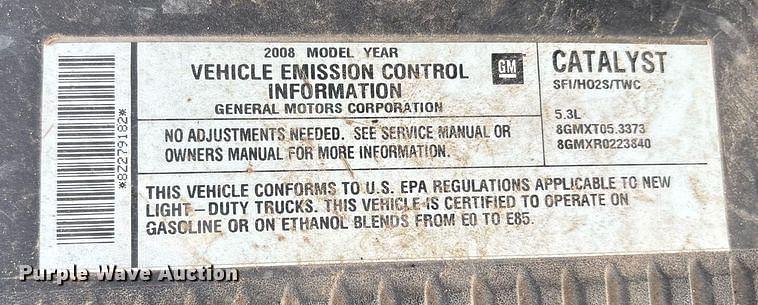 2008 MODEL YEAR
VEHICLE EMISSION CONTROL
INFORMATION
GENERAL MOTORS CORPORATION
GM
CATALYST
SFI/HO2S/TWC
5.3L
8GMXT05.3373
8GMXR0223840
*8Z279182*
NO ADJUSTMENTS NEEDED. SEE SERVICE MANUAL OR
OWNERS MANUAL FOR MORE INFORMATION.
THIS VEHICLE CONFORMS TO U.S. EPA REGULATIONS APPLICABLE TO NEW
LIGHT-DUTY TRUCKS. THIS VEHICLE IS CERTIFIED TO OPERATE ON
GASOLINE OR ON ETHANOL BLENDS FROM E0 TO E85.
Purple Wave Auction